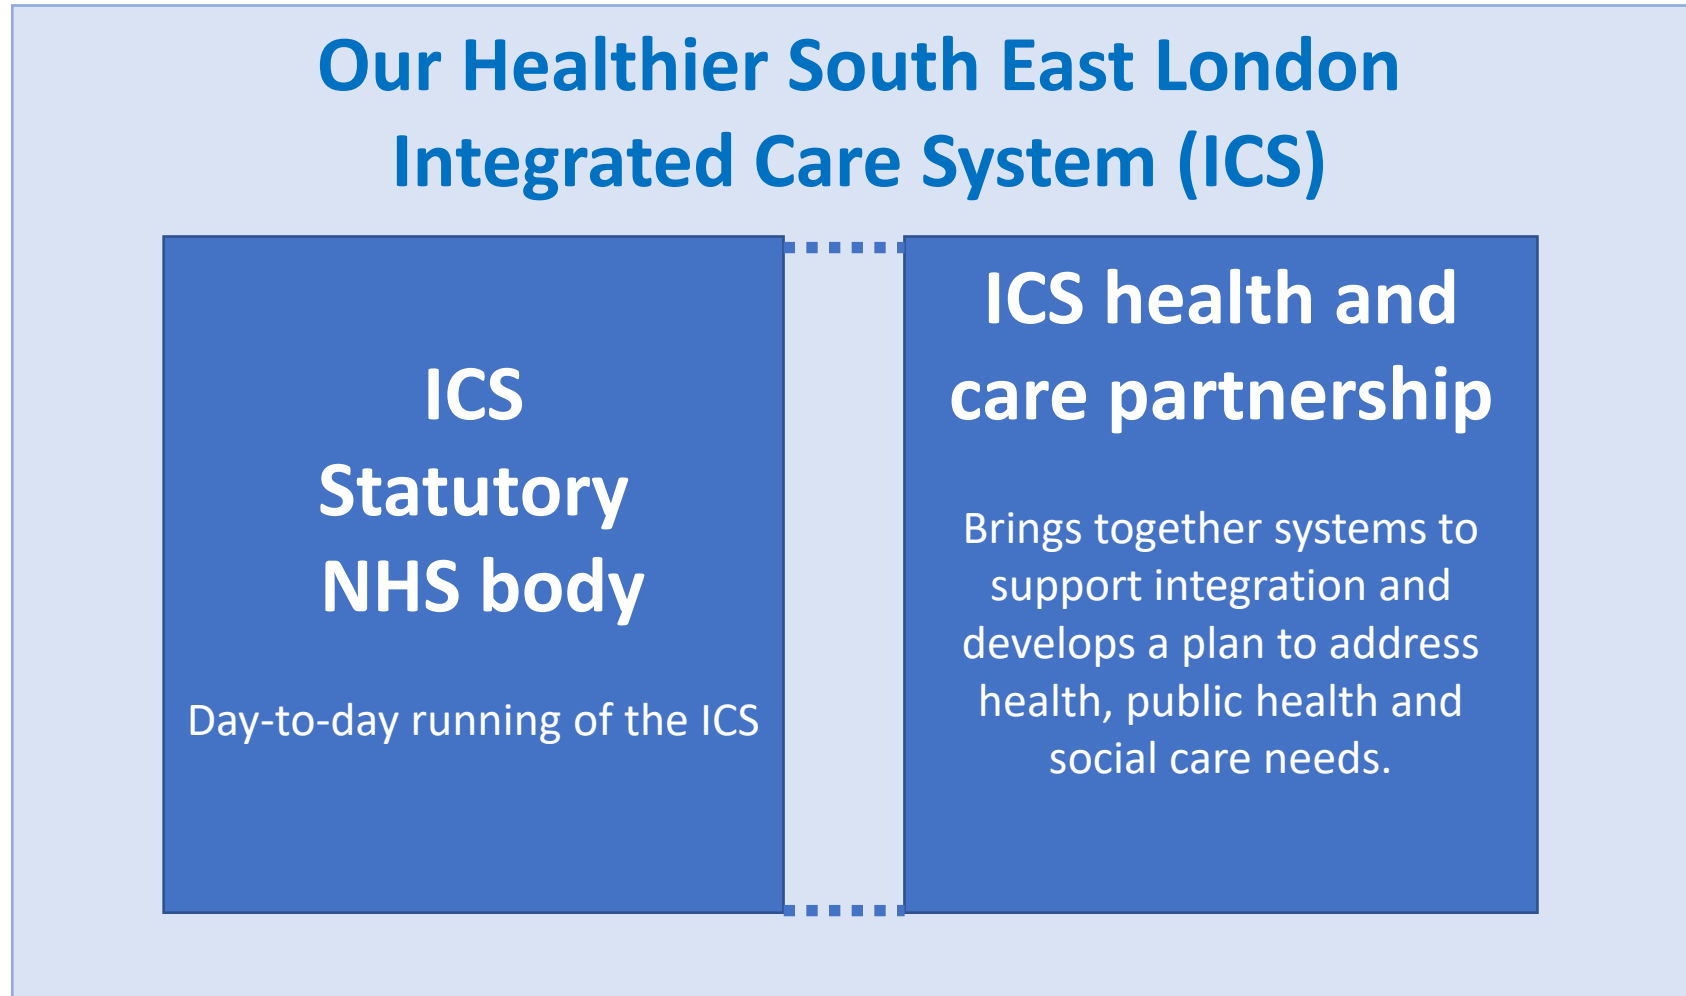 Our Healthier South East London
Integrated Care System (ICS)
ICS
Statutory
NHS body
Day-to-day running of the ICS
ICS health and
care partnership
Brings together systems to
support integration and
develops a plan to address
health, public health and
social care needs.